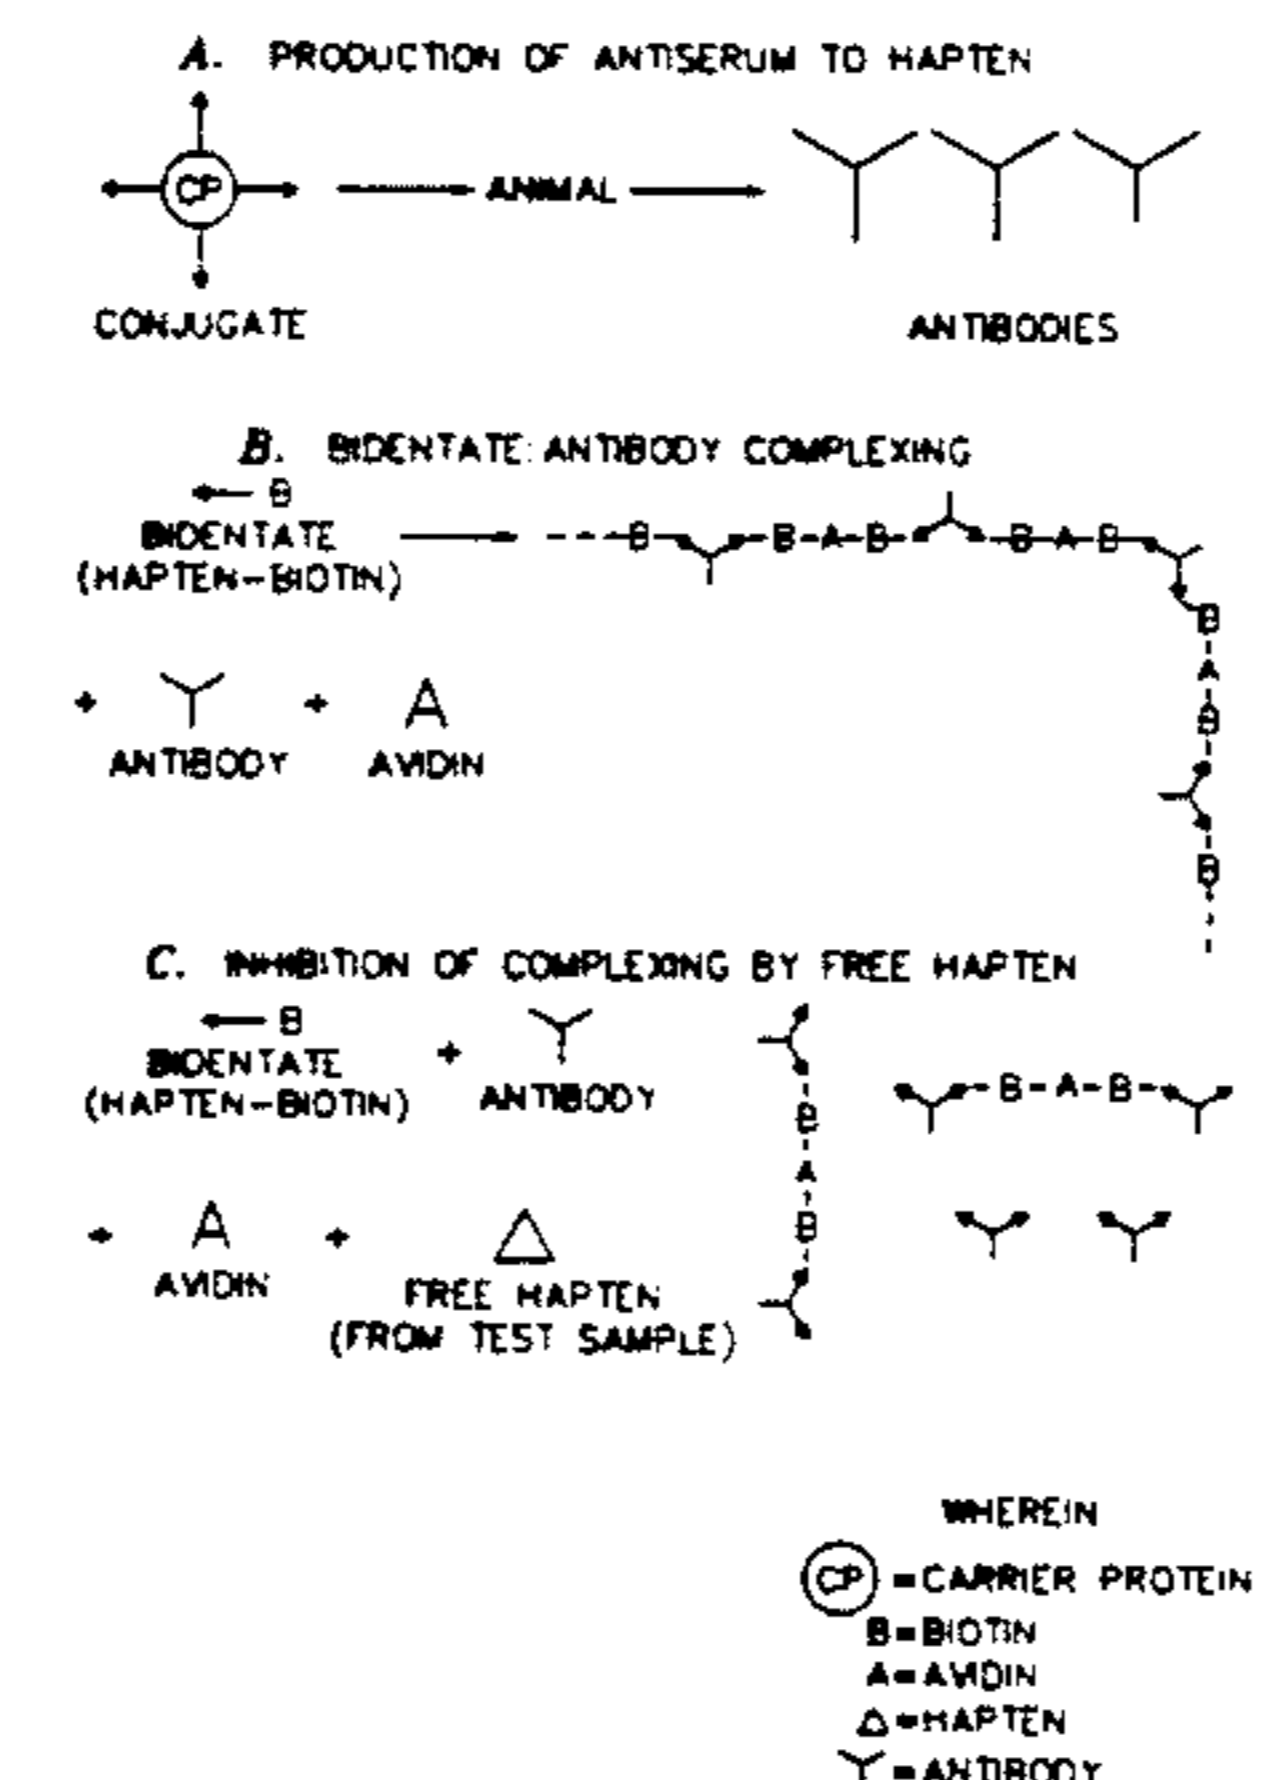 A. PRODUCTION OF ANTISERUM TO HAPTEN
CP
ANIMAL
CONJUGATE
ANTIBODIES
B. BIDENTATE: ANTIBODY COMPLEXING
B
BIDENTATE
(HAPTEN-BIOTIN)
B B-A-B B-A-B
B
A
B
B
+ + A
ANTIBODY AVIDIN
C. INHIBITION OF COMPLEXING BY FREE HAPTEN
B
BIDENTATE
(HAPTEN-BIOTIN)
+
ANTIBODY
B
A
B
B-A-B
+ A +
AVIDIN
FREE HAPTEN
(FROM TEST SAMPLE)
WHEREIN
CP = CARRIER PROTEIN
B = BIOTIN
A = AVIDIN
△ = HAPTEN
= ANTIBODY